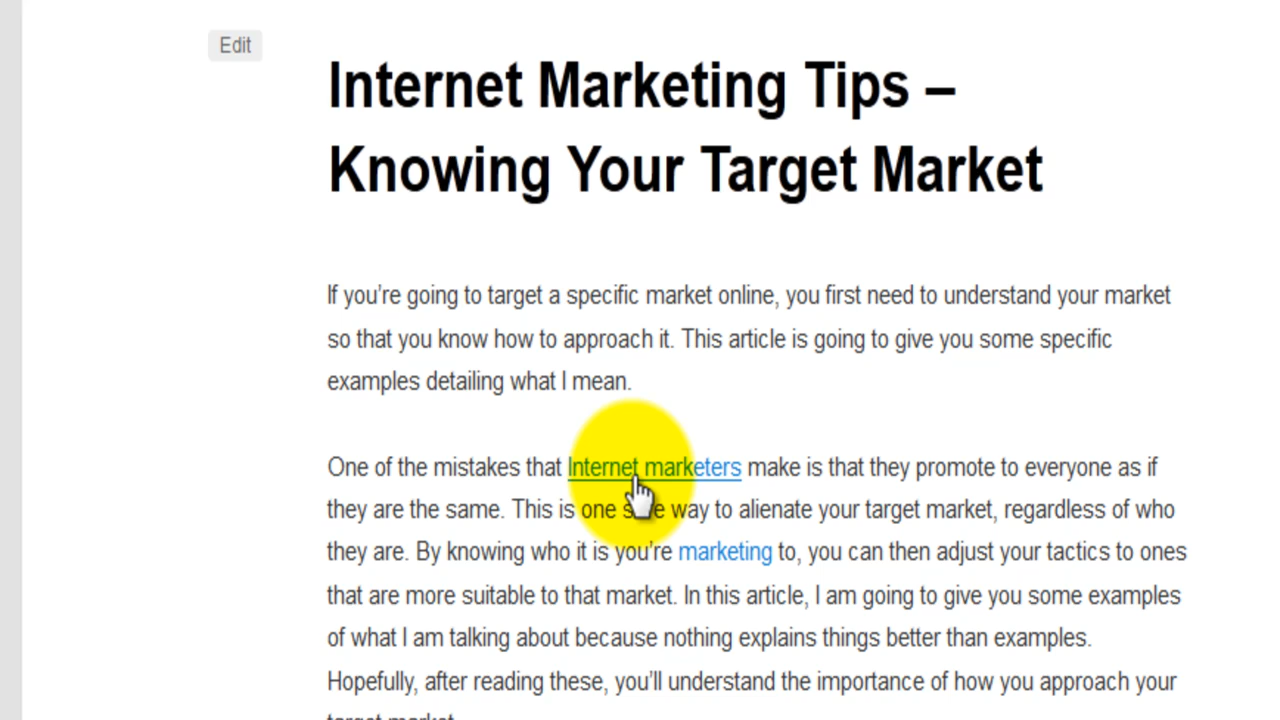 Edit
Internet Marketing Tips –
Knowing Your Target Market
If you’re going to target a specific market online, you first need to understand your market
so that you know how to approach it. This article is going to give you some specific
examples detailing what I mean.
One of the mistakes that Internet marketers make is that they promote to everyone as if
they are the same. This is one way to alienate your target market, regardless of who
they are. By knowing who it is you’re marketing to, you can then adjust your tactics to ones
that are more suitable to that market. In this article, I am going to give you some examples
of what I am talking about because nothing explains things better than examples.
Hopefully, after reading these, you’ll understand the importance of how you approach your
target market.